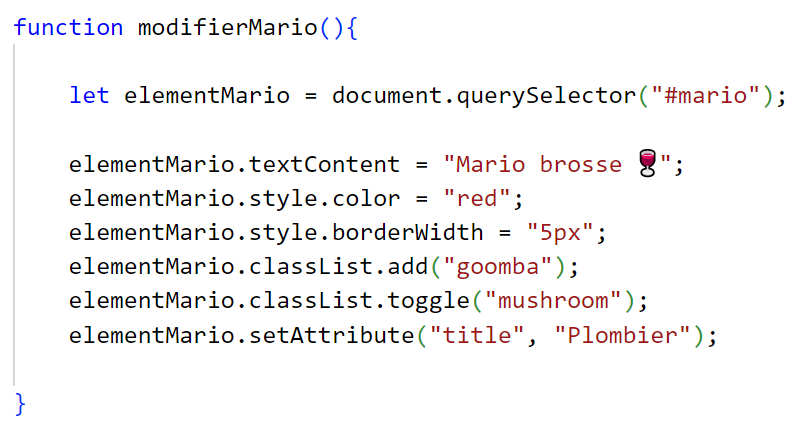 function modifierMario(){
let elementMario = document.querySelector("#mario");
elementMario.textContent = "Mario brosse 🍷";
elementMario.style.color = "red";
elementMario.style.borderWidth = "5px";
elementMario.classList.add("goomba");
elementMario.classList.toggle("mushroom");
elementMario.setAttribute("title", "Plombier");
}